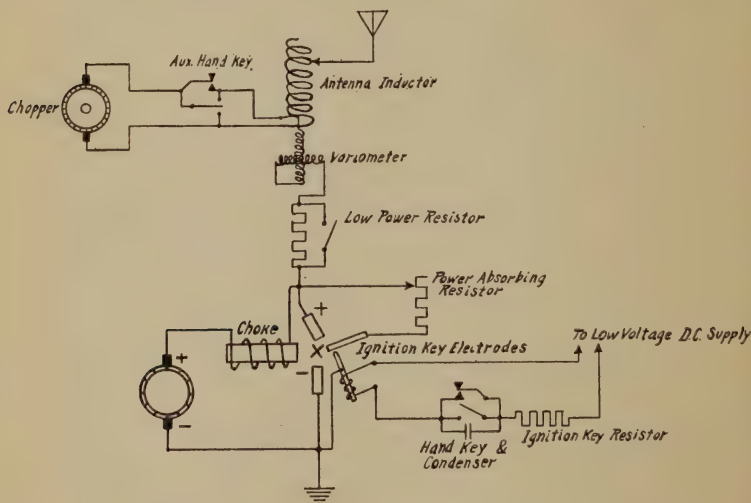 Aux. Hand Key
Chopper
Antenna Inductor
Variometer
Low Power Resistor
Power Absorbing
Resistor
+
Choke
To Low Voltage D.C. Supply
Ignition Key Electrodes
+
-
-
Hand Key &
Condenser
Ignition Key Resistor